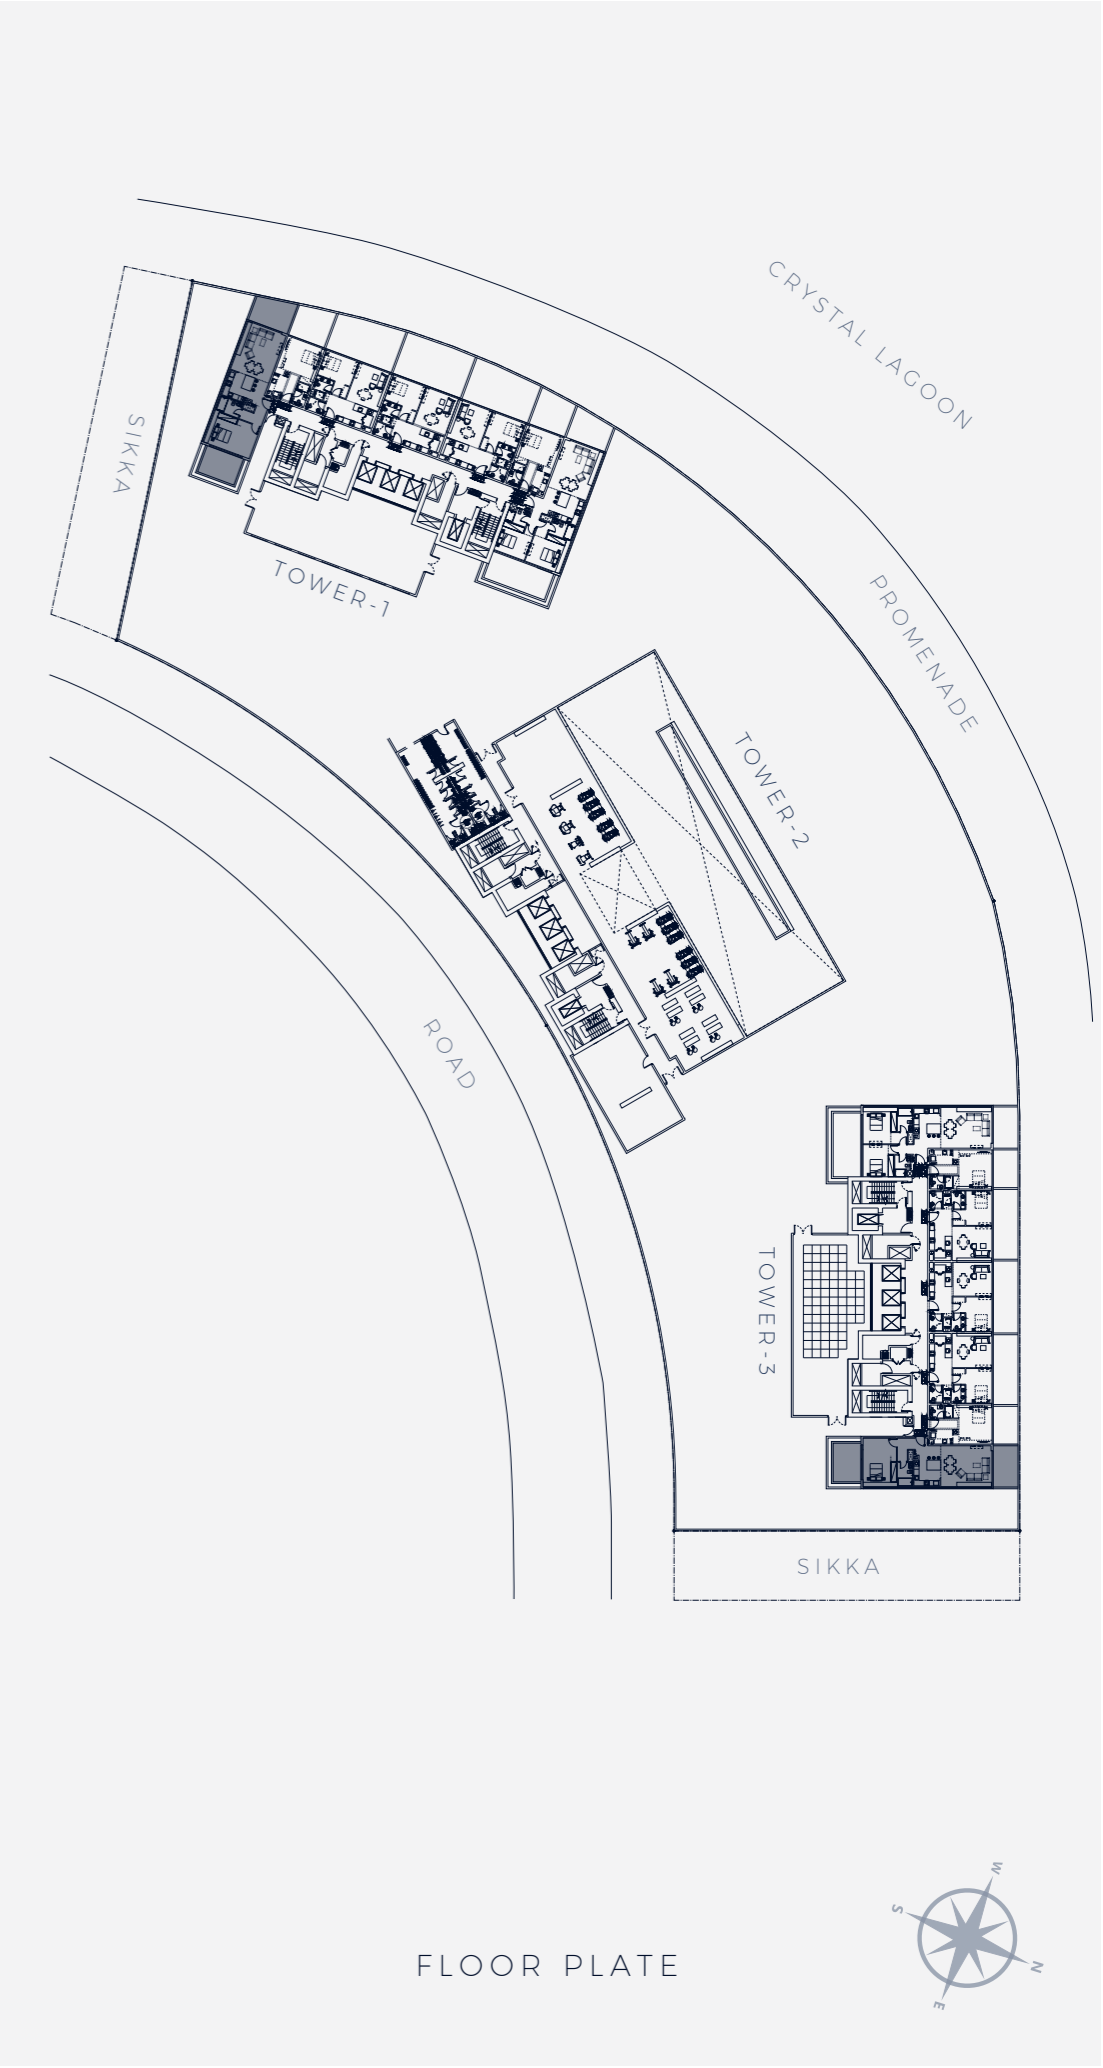 CRYSTAL LAGOON
SIKKA
TOWER-1
PROMENADE
TOWER-2
ROAD
TOWER-3
SIKKA
W
S
N
E
FLOOR PLATE